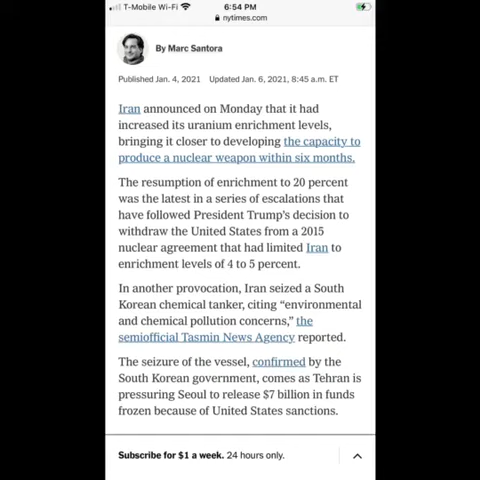 T-Mobile Wi-Fi 6:54 PM
nytimes.com
By Marc Santora
Published Jan. 4, 2021 Updated Jan. 6, 2021, 8:45 a.m. ET
Iran announced on Monday that it had
increased its uranium enrichment levels,
bringing it closer to developing the capacity to
produce a nuclear weapon within six months.
The resumption of enrichment to 20 percent
was the latest in a series of escalations that
have followed President Trump’s decision to
withdraw the United States from a 2015
nuclear agreement that had limited Iran to
enrichment levels of 4 to 5 percent.
In another provocation, Iran seized a South
Korean chemical tanker, citing “environmental
and chemical pollution concerns,” the
semiofficial Tasmin News Agency reported.
The seizure of the vessel, confirmed by the
South Korean government, comes as Tehran is
pressuring Seoul to release $7 billion in funds
frozen because of United States sanctions.
Subscribe for $1 a week. 24 hours only.